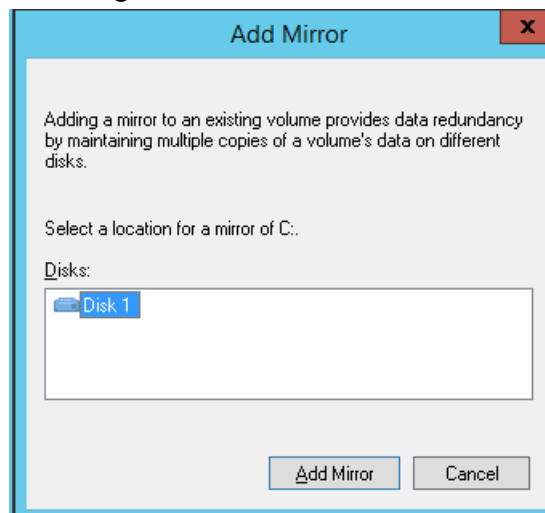 Add Mirror
x
Adding a mirror to an existing volume provides data redundancy
by maintaining multiple copies of a volume's data on different
disks.
Select a location for a mirror of C:.
Disks:
Disk 1
Add Mirror Cancel